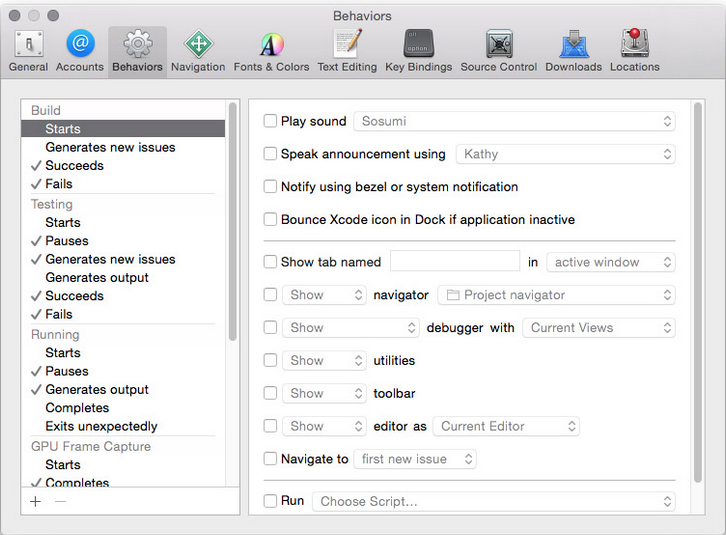 Behaviors
General Accounts Behaviors Navigation Fonts & Colors Text Editing Key Bindings Source Control Downloads Locations
Build
Starts
Generates new issues
Succeeds
Fails
Testing
Starts
Pauses
Generates new issues
Generates output
Succeeds
Fails
Running
Starts
Pauses
Generates output
Completes
Exits unexpectedly
GPU Frame Capture
Starts
Completes
Play sound Sosumi
Speak announcement using Kathy
Notify using bezel or system notification
Bounce Xcode icon in Dock if application inactive
Show tab named in active window
Show navigator Project navigator
Show debugger with Current Views
Show utilities
Show toolbar
Show editor as Current Editor
Navigate to first new issue
Run Choose Script...